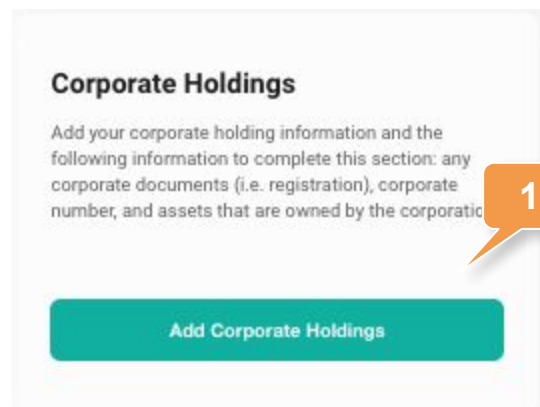 Corporate Holdings
Add your corporate holding information and the
following information to complete this section: any
corporate documents (i.e. registration), corporate
number, and assets that are owned by the
1
Add Corporate Holdings